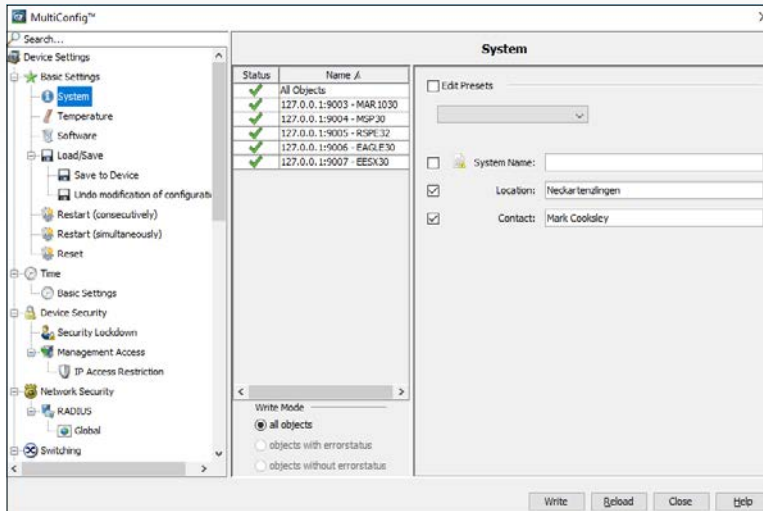 MultiConfig™
Search...
Device Settings
Basic Settings
System
Temperature
Software
Load/Save
Save to Device
Undo modification of configurati
Restart (consecutively)
Restart (simultaneously)
Reset
Time
Basic Settings
Device Security
Security Lockdown
Management Access
IP Access Restriction
Network Security
RADIUS
Global
Switching
System
Status Name
All Objects
127.0.0.1:9003 - MAR1030
127.0.0.1:9004 - MSP30
127.0.0.1:9005 - RSPE32
127.0.0.1:9006 - EAGLE30
127.0.0.1:9007 - EESX30
Write Mode
all objects
objects with errorstatus
objects without errorstatus
Edit Presets
System Name:
Location: Neckartenzlingen
Contact: Mark Cooksley
Write Reload Close Help